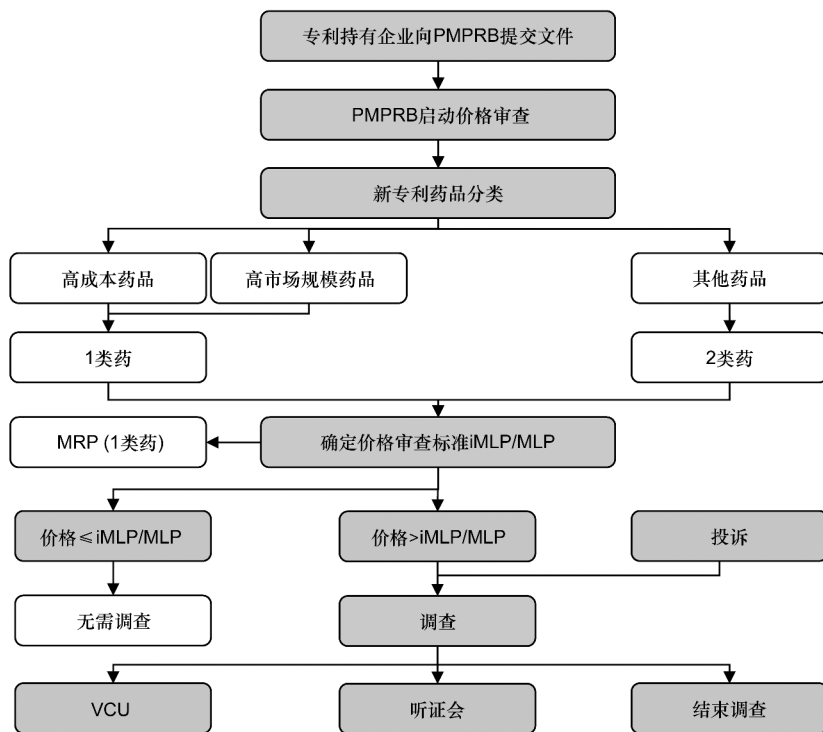 专利持有企业向PMPRB提交文件
PMPRB启动价格审查
新专利药品分类
高成本药品
高市场规模药品
其他药品
1类药
2类药
MRP (1类药)
确定价格审查标准iMLP/MLP
价格≤iMLP/MLP
价格>iMLP/MLP
投诉
无需调查
调查
VCU
听证会
结束调查